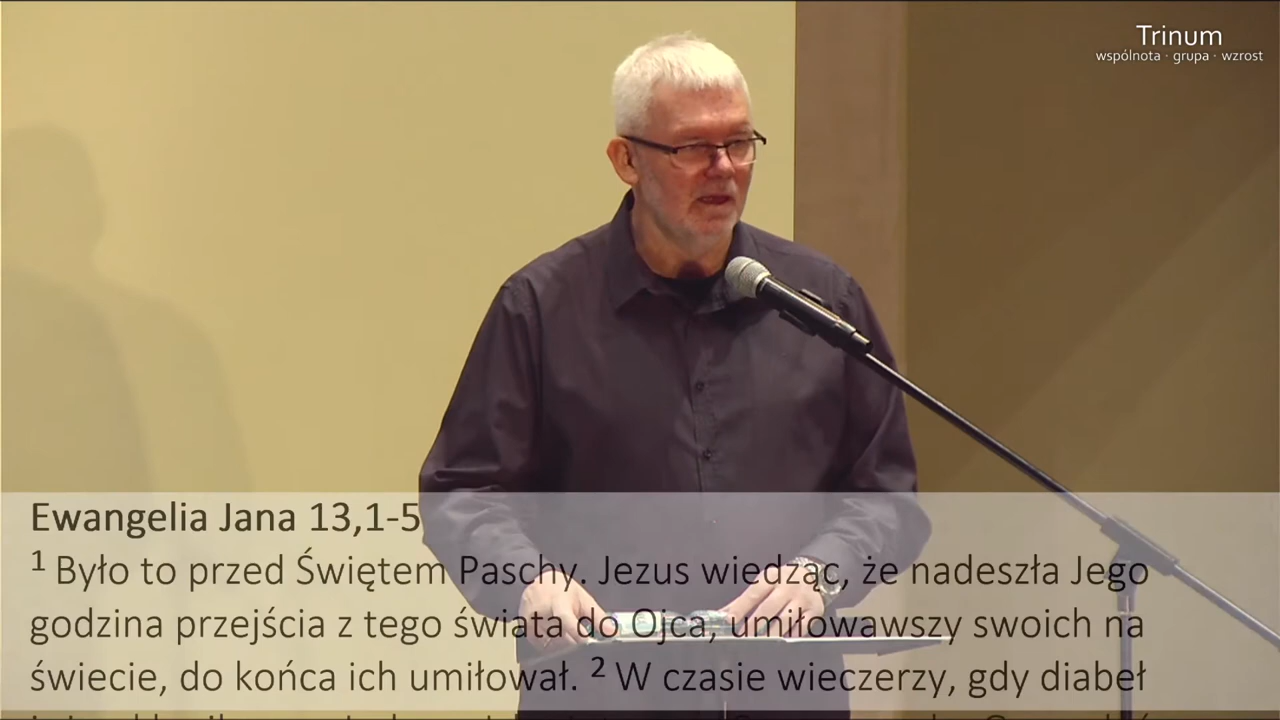 Trinum
wspólnota · grupa · wzrost
Ewangelia Jana 13,1-5
1 Było to przed Świętem Paschy. Jezus wiedząc, że nadeszła Jego
godzina przejścia z tego świata do Ojca, umiłowawszy swoich na
świecie, do końca ich umiłował. 2 W czasie wieczerzy, gdy diabeł